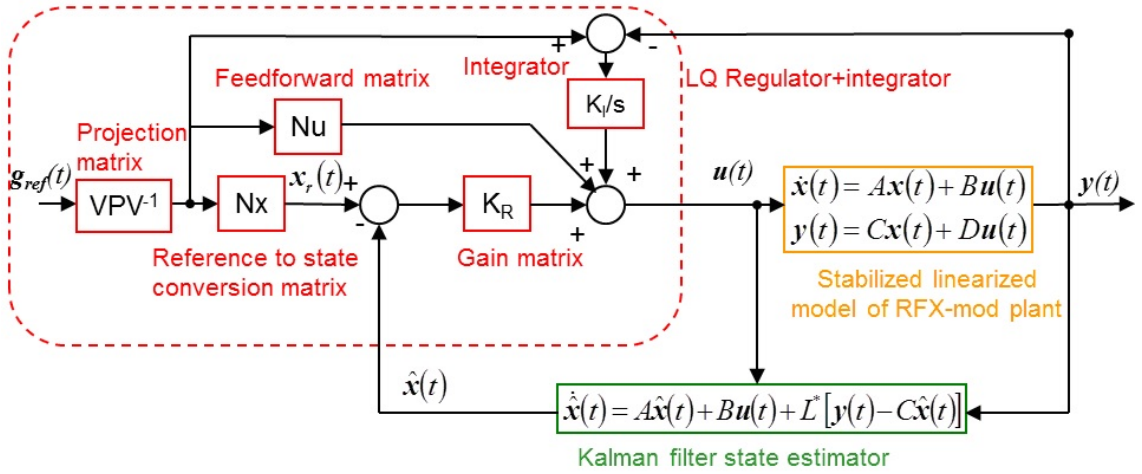 +
-
Integrator
LQ Regulator+integrator
Feedforward matrix
K_I/s
Projection
matrix
Nu
g_ref(t)
x_r(t)
+
-
+
+
u(t)
ẋ(t) = Ax(t) + Bu(t)
y(t)
VPV⁻¹
Nx
K_R
+
y(t) = Cx(t) + Du(t)
Reference to state
conversion matrix
Gain matrix
Stabilized linearized
model of RFX-mod plant
x̂(t)
x̂̇(t) = Ax̂(t) + Bu(t) + L*[y(t) − Cx̂(t)]
Kalman filter state estimator